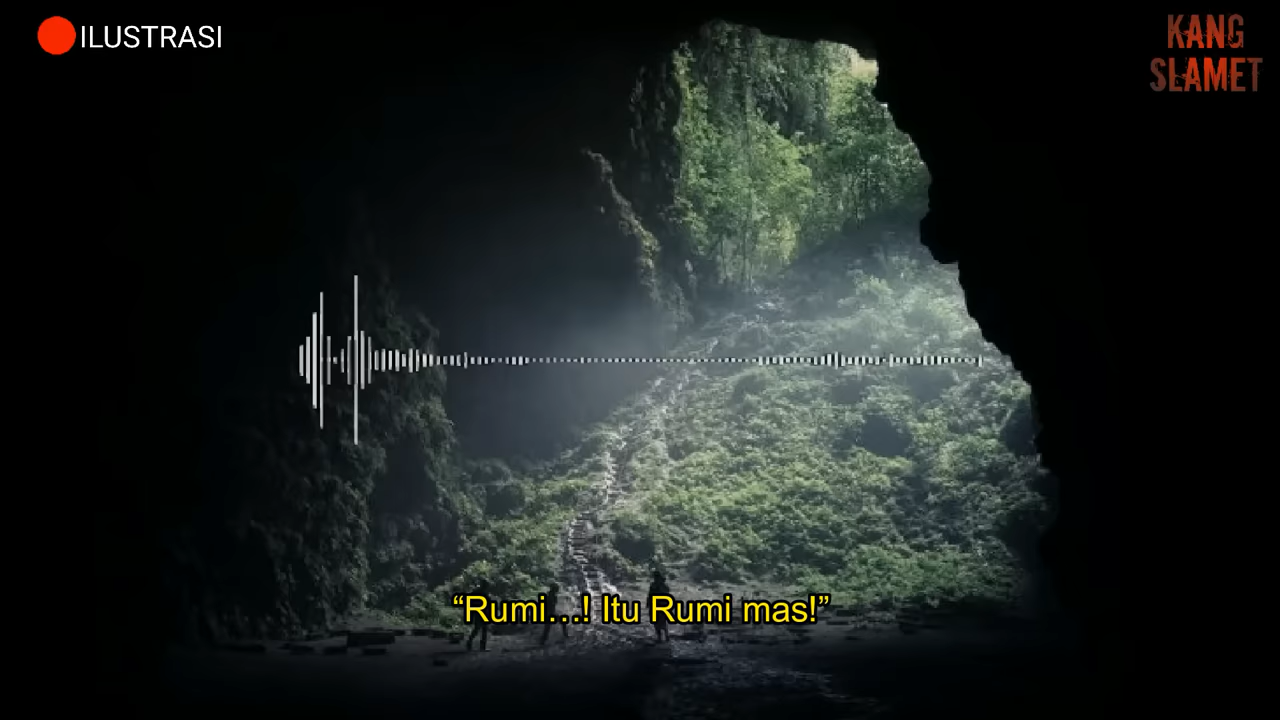 ILUSTRASI
KANG
SLAMET
“Rumi...! Itu Rumi mas!”